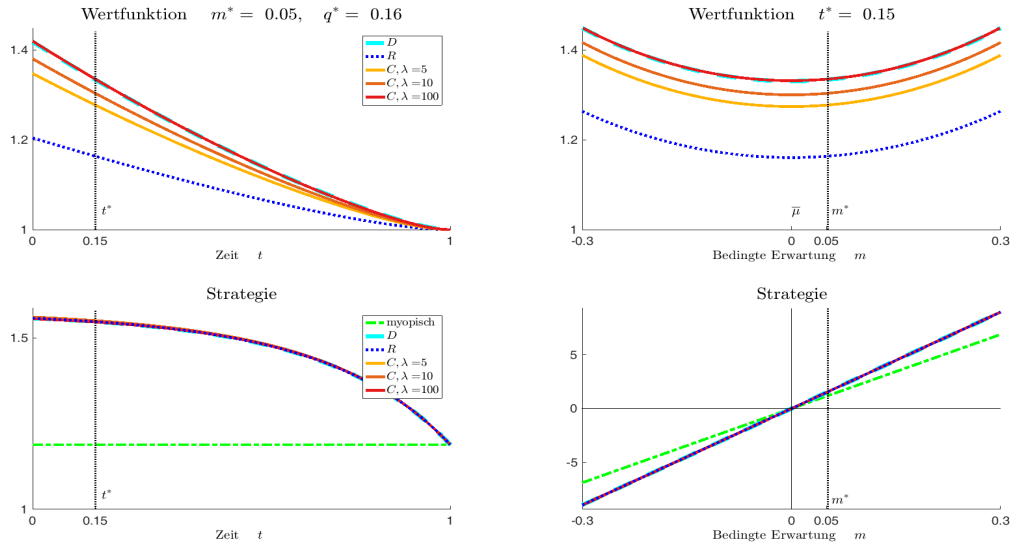 Wertfunktion m* = 0.05, q* = 0.16
1.4
1.2
1
D
R
C, λ = 5
C, λ = 10
C, λ = 100
t*
0
0.15
1
Zeit t
Wertfunktion t* = 0.15
1.4
1.2
1
μ̅
m*
-0.3
0
0.05
0.3
Bedingte Erwartung m
Strategie
1.5
1
myopisch
D
R
C, λ = 5
C, λ = 10
C, λ = 100
t*
0
0.15
1
Zeit t
Strategie
5
0
-5
m*
-0.3
0
0.05
0.3
Bedingte Erwartung m